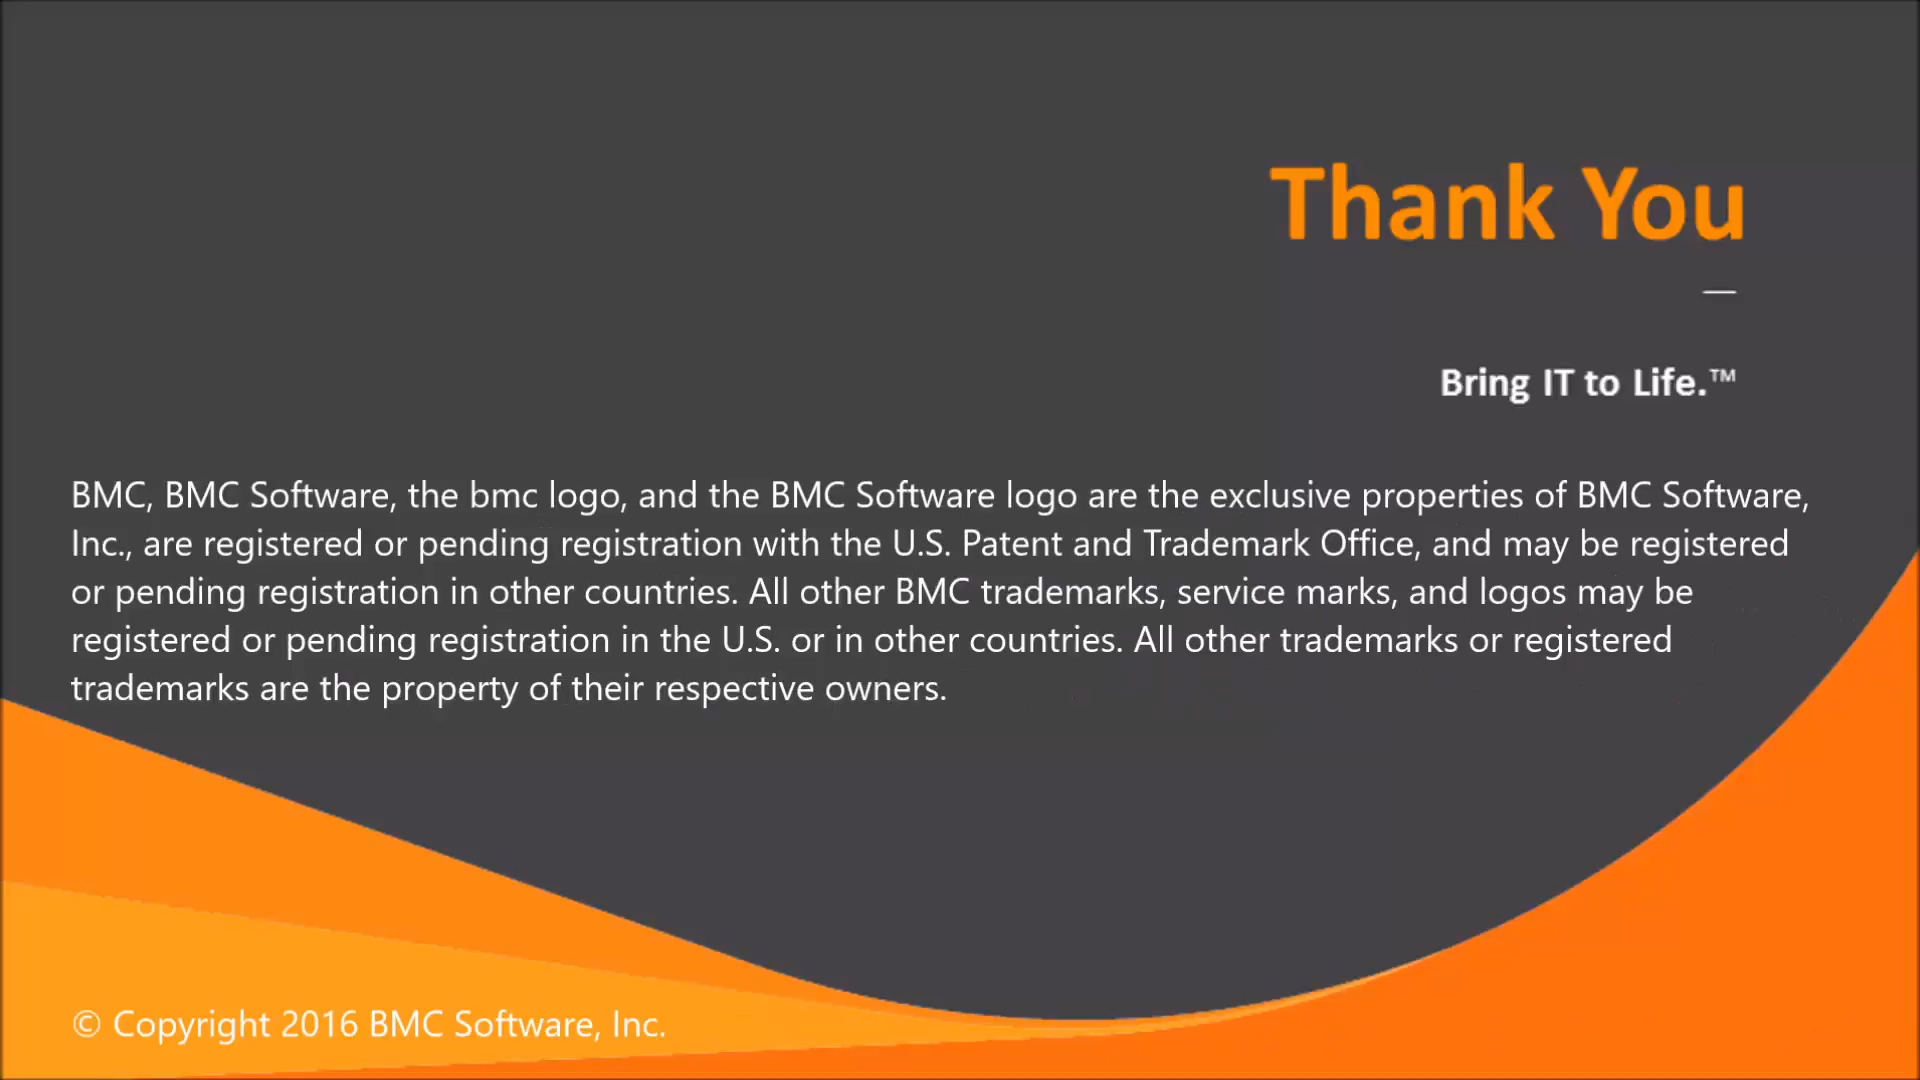 Thank You
—
Bring IT to Life.™
BMC, BMC Software, the bmc logo, and the BMC Software logo are the exclusive properties of BMC Software,
Inc., are registered or pending registration with the U.S. Patent and Trademark Office, and may be registered
or pending registration in other countries. All other BMC trademarks, service marks, and logos may be
registered or pending registration in the U.S. or in other countries. All other trademarks or registered
trademarks are the property of their respective owners.
© Copyright 2016 BMC Software, Inc.